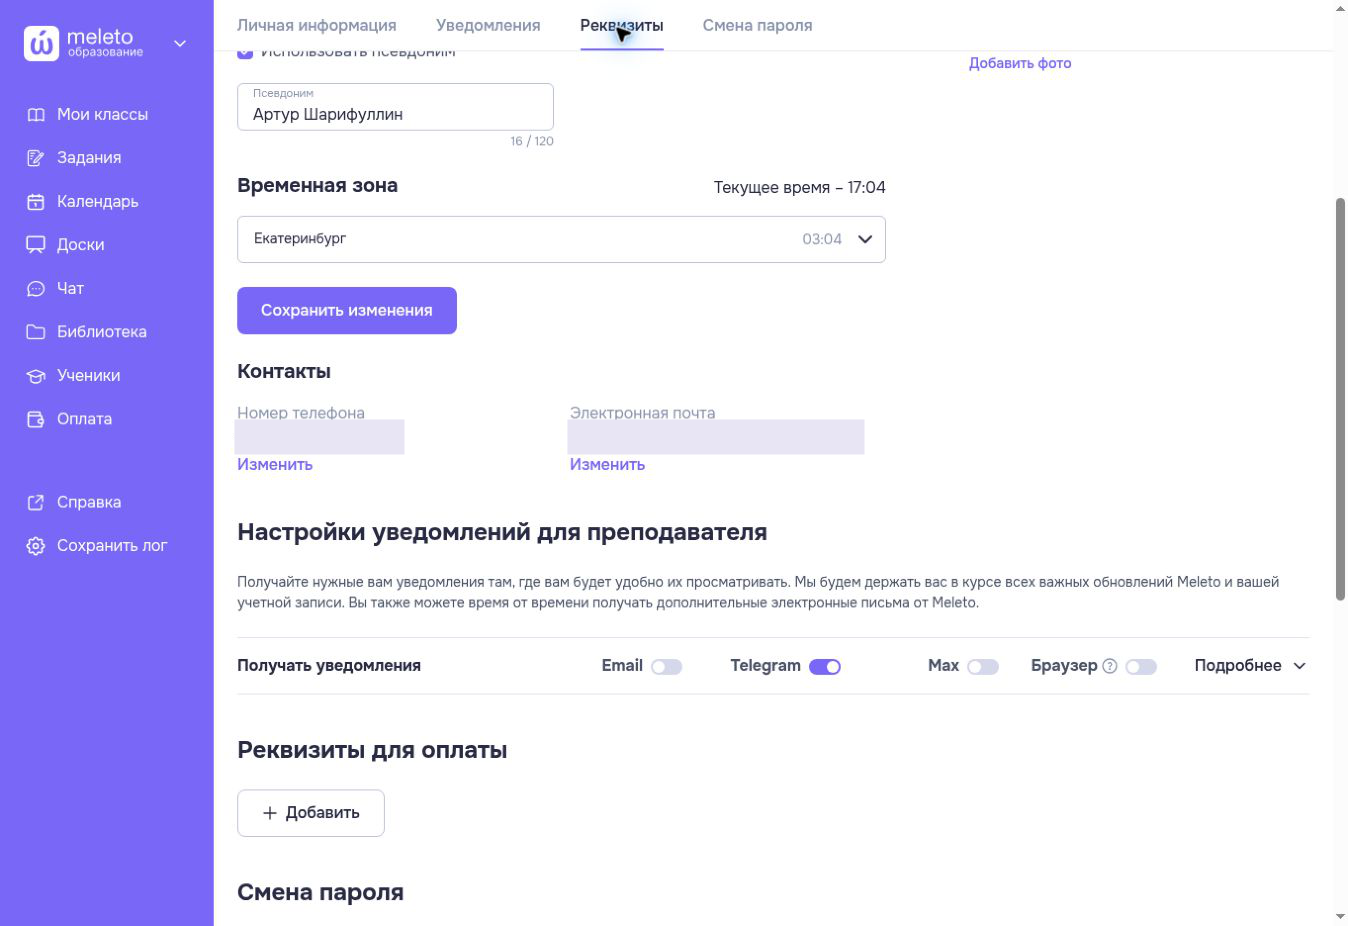 meleto
образование
Мои классы
Задания
Календарь
Доски
Чат
Библиотека
Ученики
Оплата
Справка
Сохранить лог
Личная информация
Уведомления
Реквизиты
Смена пароля
Использовать псевдоним
Добавить фото
Псевдоним
Артур Шарифуллин
16 / 120
Временная зона
Текущее время – 17:04
Екатеринбург
03:04
Сохранить изменения
Контакты
Номер телефона
Электронная почта
Изменить
Изменить
Настройки уведомлений для преподавателя
Получайте нужные вам уведомления там, где вам будет удобно их просматривать. Мы будем держать вас в курсе всех важных обновлений Meleto и вашей
учетной записи. Вы также можете время от времени получать дополнительные электронные письма от Meleto.
Получать уведомления
Email
Telegram
Max
Браузер ?
Подробнее
Реквизиты для оплаты
+ Добавить
Смена пароля